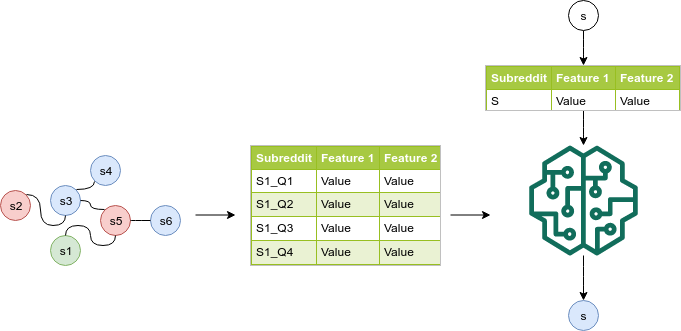 s
Subreddit Feature 1 Feature 2
S Value Value
s4
s2
s3
s5
s6
s1
Subreddit Feature 1 Feature 2
S1_Q1 Value Value
S1_Q2 Value Value
S1_Q3 Value Value
S1_Q4 Value Value
s